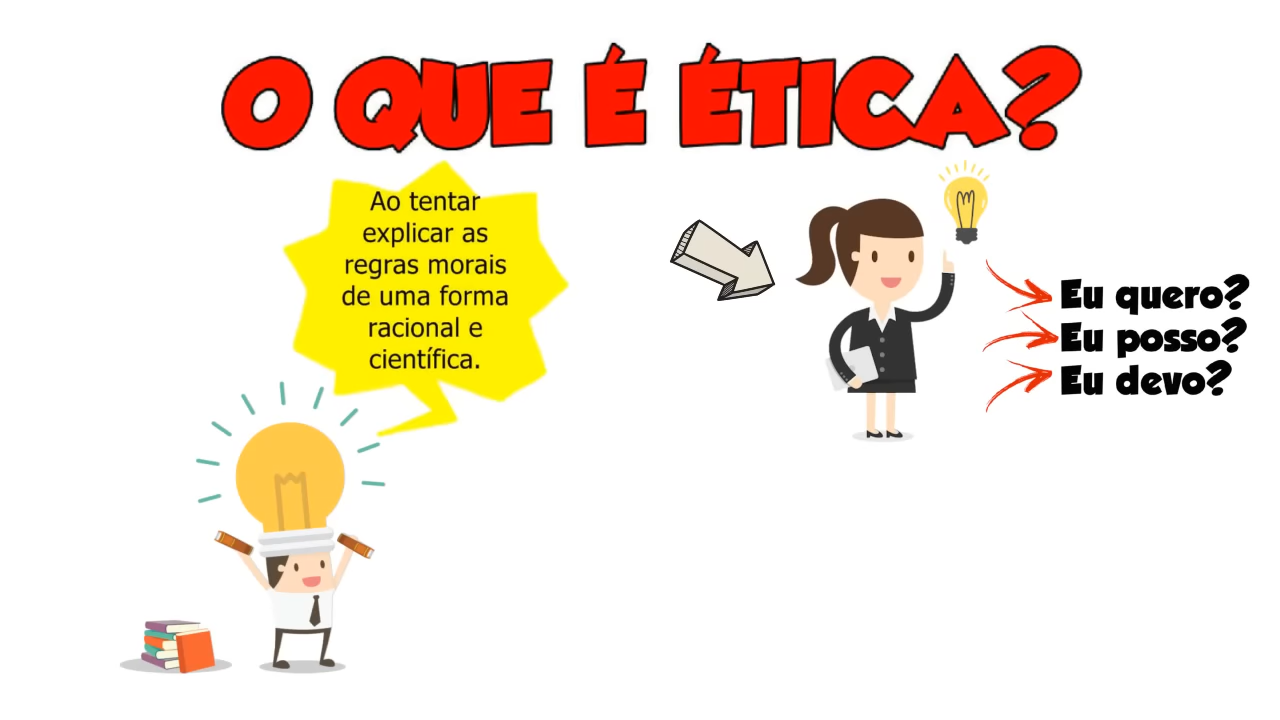 O QUE É ÉTICA?
Ao tentar
explicar as
regras morais
de uma forma
racional e
científica.
Eu quero?
Eu posso?
Eu devo?